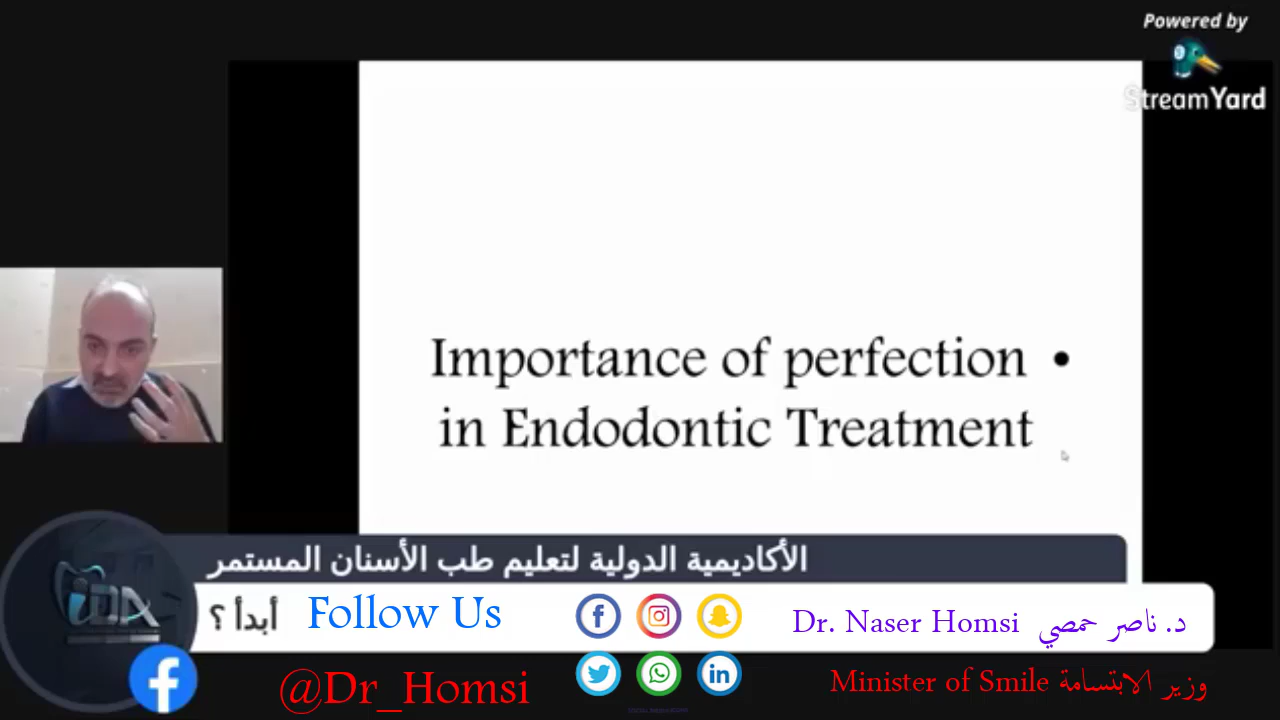 Powered by
StreamYard
Importance of perfection •
in Endodontic Treatment
الأكاديمية الدولية لتعليم طب الأسنان المستمر
أبدأ ؟
Follow Us
Dr. Naser Homsi د. ناصر حمصي
@Dr_Homsi
Minister of Smile وزير الابتسامة
iDA